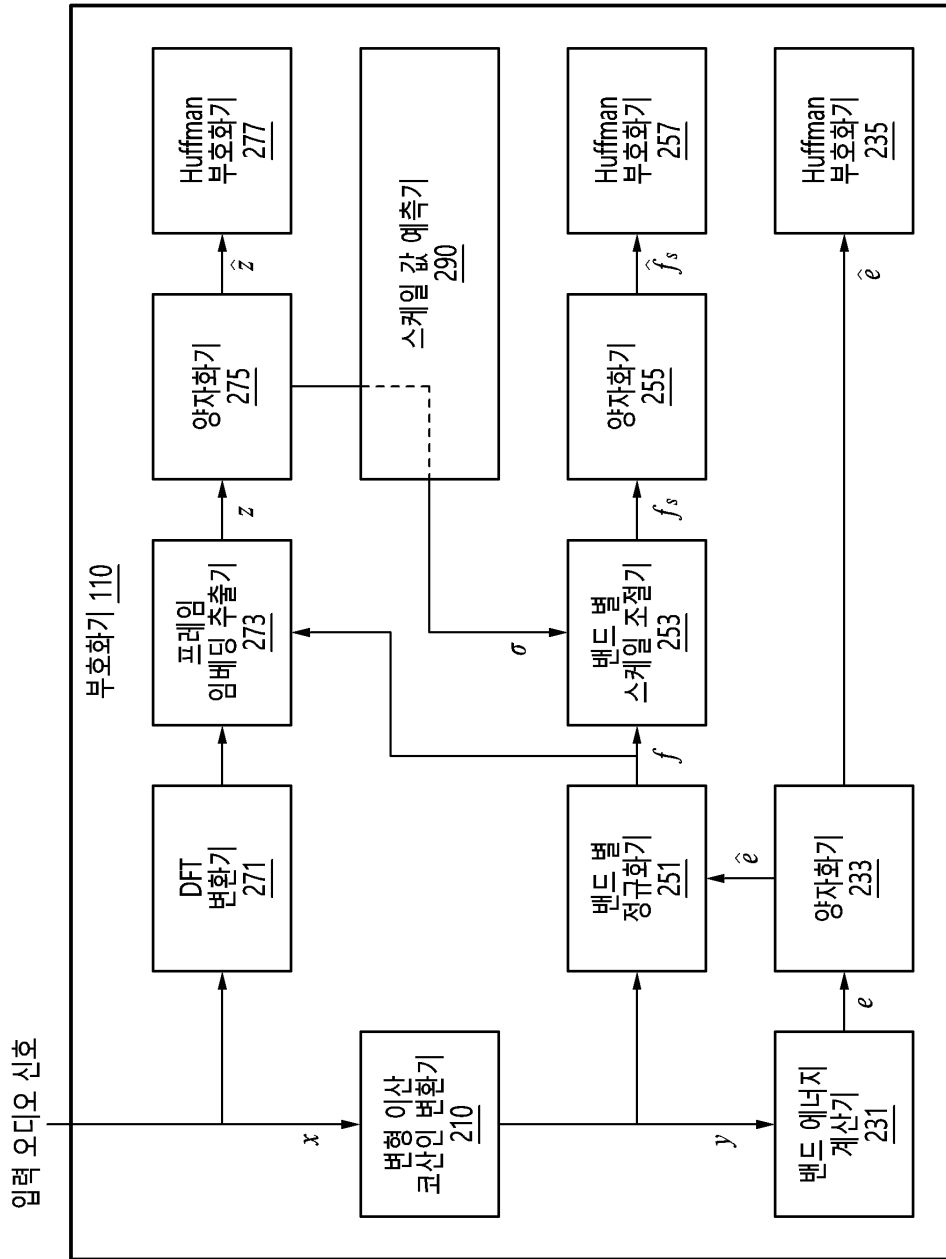 입력 오디오 신호
부호화기 110
x
DFT
변환기
271
프레임
임베딩 추출기
273
z
양자화기
275
ẑ
Huffman
부호화기
277
변형 이산
코사인 변환기
210
스케일 값 예측기
290
σ
y
밴드 별
정규화기
251
f
밴드 별
스케일 조절기
253
f_s
양자화기
255
f̂_s
Huffman
부호화기
257
ê
밴드 에너지
계산기
231
e
양자화기
233
ê
Huffman
부호화기
235